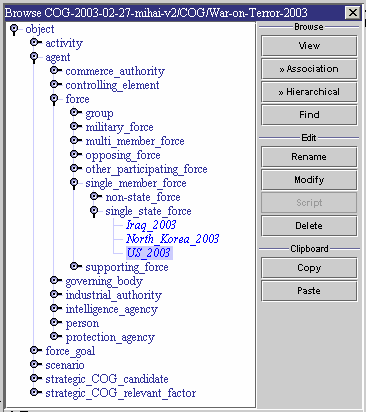 Browse COG-2003-02-27-mihai-v2/COG/War-on-Terror-2003
object
activity
agent
commerce_authority
controlling_element
force
group
military_force
multi_member_force
opposing_force
other_participating_force
single_member_force
non-state_force
single_state_force
Iraq_2003
North_Korea_2003
US_2003
supporting_force
governing_body
industrial_authority
intelligence_agency
person
protection_agency
force_goal
scenario
strategic_COG_candidate
strategic_COG_relevant_factor
Browse
View
» Association
» Hierarchical
Find
Edit
Rename
Modify
Script
Delete
Clipboard
Copy
Paste